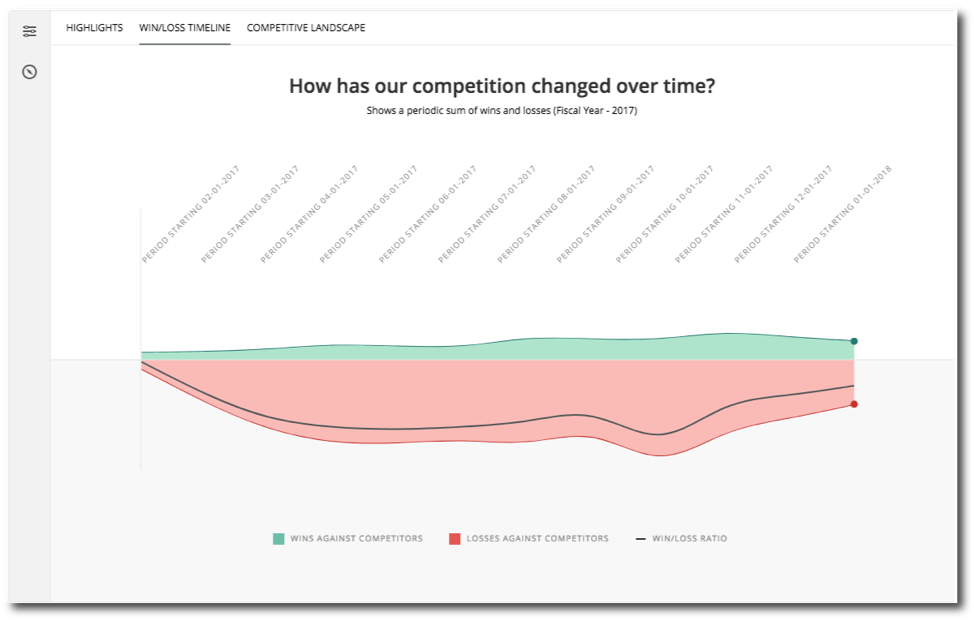 HIGHLIGHTS WIN/LOSS TIMELINE COMPETITIVE LANDSCAPE
How has our competition changed over time?
Shows a periodic sum of wins and losses (Fiscal Year - 2017)
PERIOD STARTING 02-01-2017
PERIOD STARTING 03-01-2017
PERIOD STARTING 04-01-2017
PERIOD STARTING 05-01-2017
PERIOD STARTING 06-01-2017
PERIOD STARTING 07-01-2017
PERIOD STARTING 08-01-2017
PERIOD STARTING 09-01-2017
PERIOD STARTING 10-01-2017
PERIOD STARTING 11-01-2017
PERIOD STARTING 12-01-2017
PERIOD STARTING 01-01-2018
WINS AGAINST COMPETITORS LOSSES AGAINST COMPETITORS WIN/LOSS RATIO